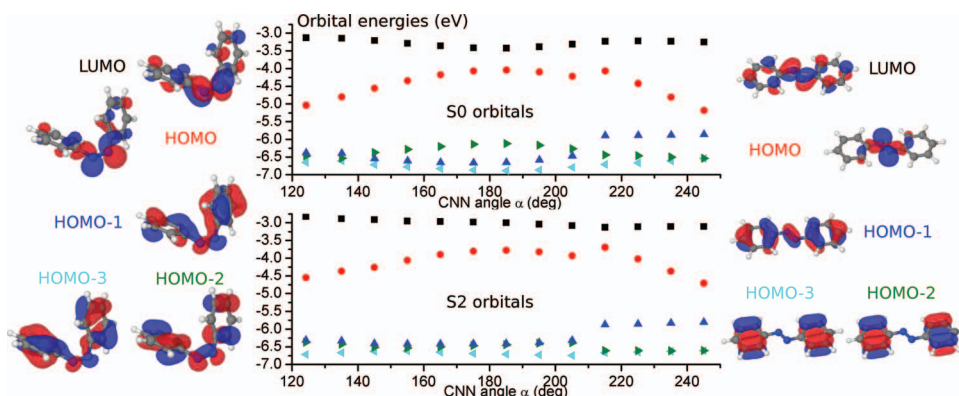 Orbital energies (eV)
-3.0
-3.5
-4.0
-4.5
-5.0
-5.5
-6.0
-6.5
-7.0
S0 orbitals
120 140 160 180 200 220 240
CNN angle α (deg)
-3.0
-3.5
-4.0
-4.5
-5.0
-5.5
-6.0
-6.5
-7.0
S2 orbitals
120 140 160 180 200 220 240
CNN angle α (deg)
LUMO
HOMO
HOMO-1
HOMO-3 HOMO-2
LUMO
HOMO
HOMO-1
HOMO-3 HOMO-2